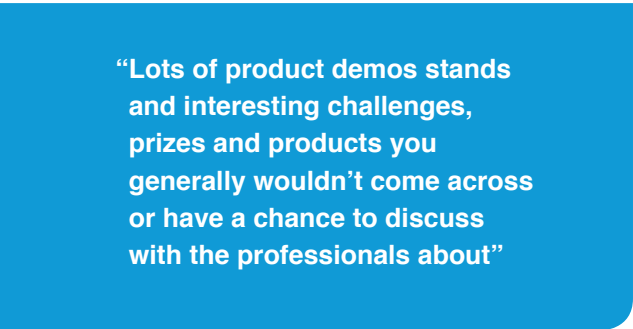 “Lots of product demos stands
and interesting challenges,
prizes and products you
generally wouldn’t come across
or have a chance to discuss
with the professionals about”